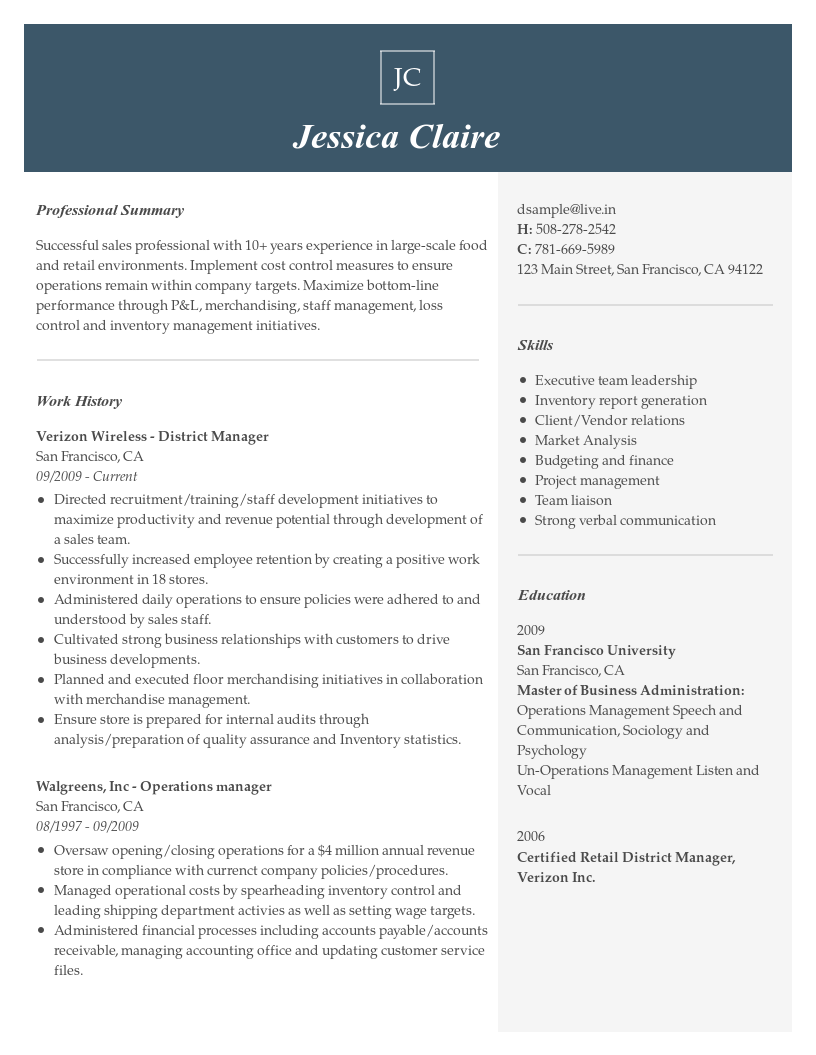 JC
Jessica Claire
Professional Summary
Successful sales professional with 10+ years experience in large-scale food
and retail environments. Implement cost control measures to ensure
operations remain within company targets. Maximize bottom-line
performance through P&L, merchandising, staff management, loss
control and inventory management initiatives.
Work History
Verizon Wireless - District Manager
San Francisco, CA
09/2009 - Current
● Directed recruitment/training/staff development initiatives to
maximize productivity and revenue potential through development of
a sales team.
● Successfully increased employee retention by creating a positive work
environment in 18 stores.
● Administered daily operations to ensure policies were adhered to and
understood by sales staff.
● Cultivated strong business relationships with customers to drive
business developments.
● Planned and executed floor merchandising initiatives in collaboration
with merchandise management.
● Ensure store is prepared for internal audits through
analysis/preparation of quality assurance and Inventory statistics.
Walgreens, Inc - Operations manager
San Francisco, CA
08/1997 - 09/2009
● Oversaw opening/closing operations for a $4 million annual revenue
store in compliance with currenct company policies/procedures.
● Managed operational costs by spearheading inventory control and
leading shipping department activies as well as setting wage targets.
● Administered financial processes including accounts payable/accounts
receivable, managing accounting office and updating customer service
files.
dsample@live.in
H: 508-278-2542
C: 781-669-5989
123 Main Street, San Francisco, CA 94122
Skills
● Executive team leadership
● Inventory report generation
● Client/Vendor relations
● Market Analysis
● Budgeting and finance
● Project management
● Team liaison
● Strong verbal communication
Education
2009
San Francisco University
San Francisco, CA
Master of Business Administration:
Operations Management Speech and
Communication, Sociology and
Psychology
Un-Operations Management Listen and
Vocal
2006
Certified Retail District Manager,
Verizon Inc.